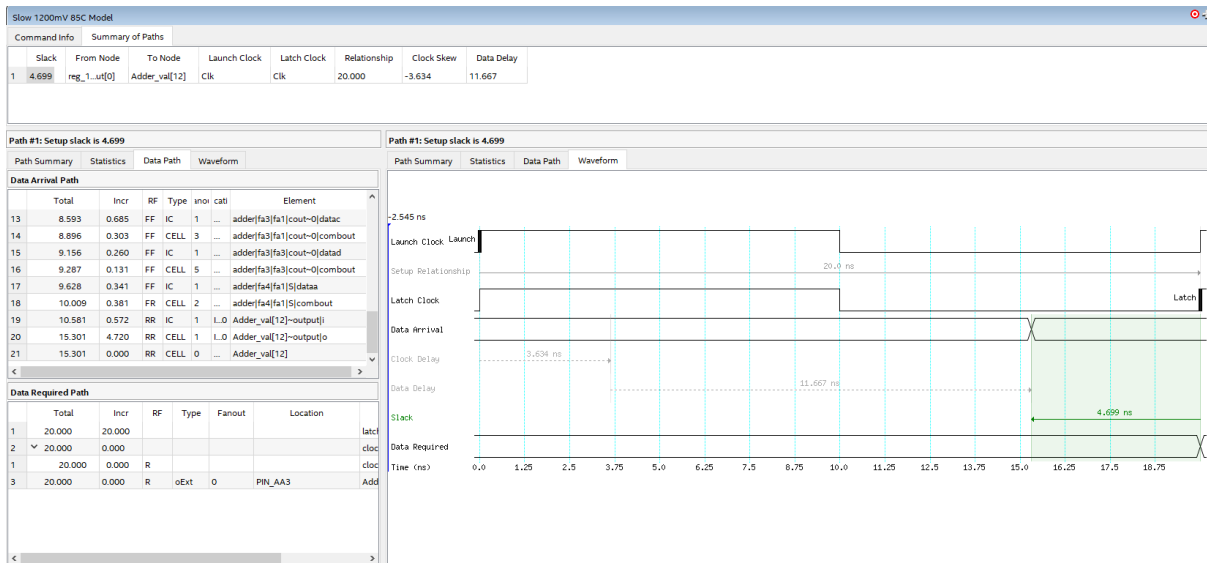 Slow 1200mV 85C Model
Command Info Summary of Paths
Slack From Node To Node Launch Clock Latch Clock Relationship Clock Skew Data Delay
1 4.699 reg_1...ut[0] Adder_val[12] Clk Clk 20.000 -3.634 11.667
Path #1: Setup slack is 4.699
Path Summary Statistics Data Path Waveform
Data Arrival Path
Total Incr RF Type cati Element
13 8.593 0.685 FF IC 1 ... adder|fa3|fa1|cout~0|datac
14 8.896 0.303 FF CELL 3 ... adder|fa3|fa1|cout~0|combout
15 9.156 0.260 FF IC 1 ... adder|fa3|fa3|cout~0|datad
16 9.287 0.131 FF CELL 5 ... adder|fa3|fa3|cout~0|combout
17 9.628 0.341 FF IC 1 ... adder|fa4|fa1|S|dataa
18 10.009 0.381 FR CELL 2 ... adder|fa4|fa1|S|combout
19 10.581 0.572 RR IC 1 I...0 Adder_val[12]~output|i
20 15.301 4.720 RR CELL 1 I...0 Adder_val[12]~output|o
21 15.301 0.000 RR CELL 0 ... Adder_val[12]
Data Required Path
Total Incr RF Type Fanout Location
1 20.000 20.000 latcl
2 20.000 0.000 cloc
1 20.000 0.000 R cloc
3 20.000 0.000 R oExt 0 PIN_AA3 Add
Path #1: Setup slack is 4.699
Path Summary Statistics Data Path Waveform
-2.545 ns
Launch Clock Launch
Setup Relationship 20.0 ns
Latch Clock Latch
Data Arrival
Clock Delay 3.634 ns
Data Delay 11.667 ns
Slack 4.699 ns
Data Required
Time (ns) 0.0 1.25 2.5 3.75 5.0 6.25 7.5 8.75 10.0 11.25 12.5 13.75 15.0 16.25 17.5 18.75